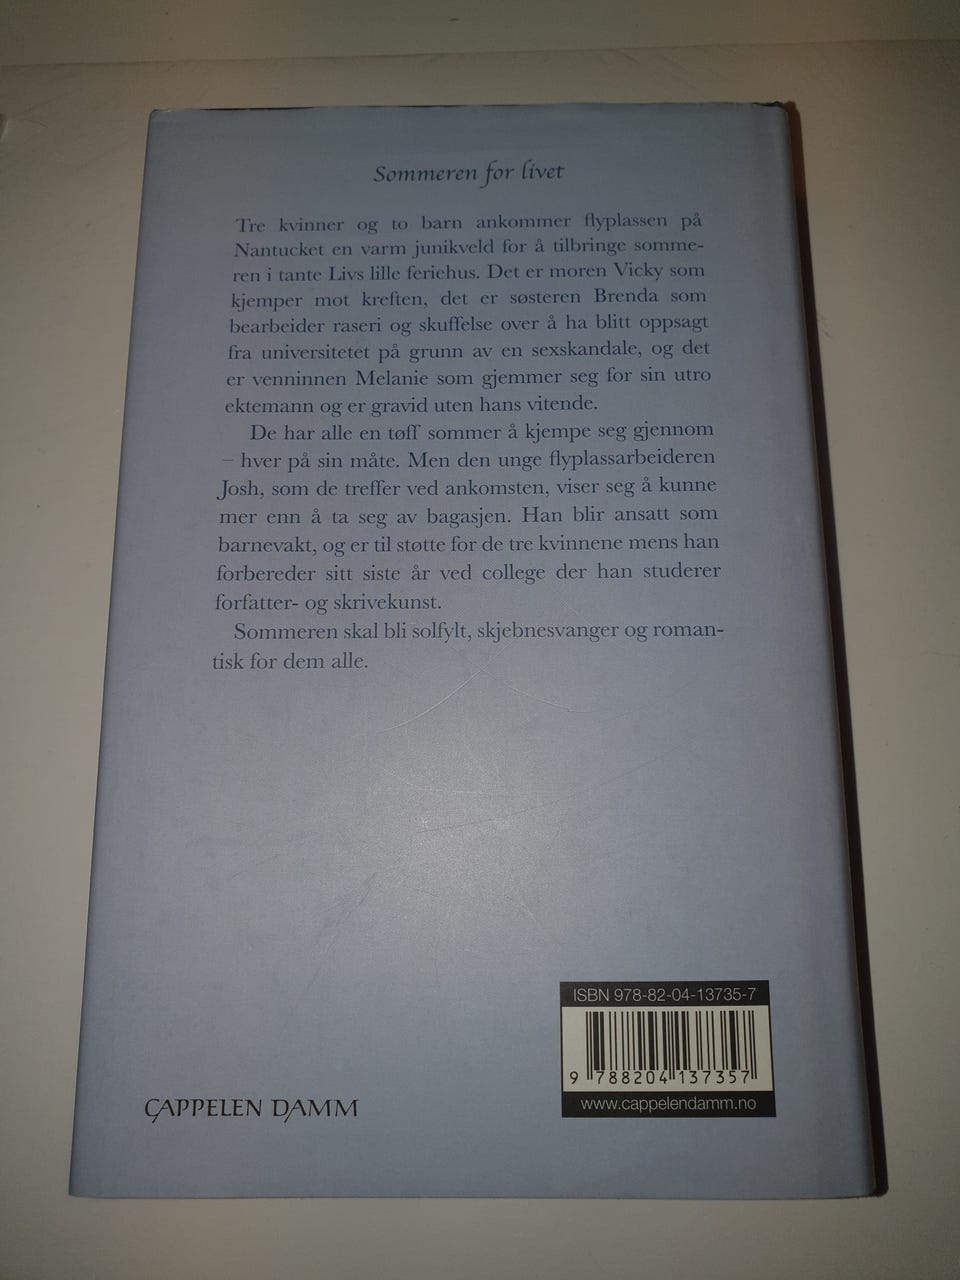 Sommeren for livet
Tre kvinner og to barn ankommer flyplassen på
Nantucket en varm junikveld for å tilbringe somme-
ren i tante Livs lille feriehus. Det er moren Vicky som
kjemper mot kreften, det er søsteren Brenda som
bearbeider raseri og skuffelse over å ha blitt oppsagt
fra universitetet på grunn av en sexskandale, og det
er venninnen Melanie som gjemmer seg for sin utro
ektemann og er gravid uten hans vitende.
De har alle en tøff sommer å kjempe seg gjennom
– hver på sin måte. Men den unge flyplassarbeideren
Josh, som de treffer ved ankomsten, viser seg å kunne
mer enn å ta seg av bagasjen. Han blir ansatt som
barnevakt, og er til støtte for de tre kvinnene mens han
forbereder sitt siste år ved college der han studerer
forfatter- og skrivekunst.
Sommeren skal bli solfylt, skjebnesvanger og roman-
tisk for dem alle.
ISBN 978-82-04-13735-7
9 788204 137357
www.cappelendamm.no
CAPPELEN DAMM